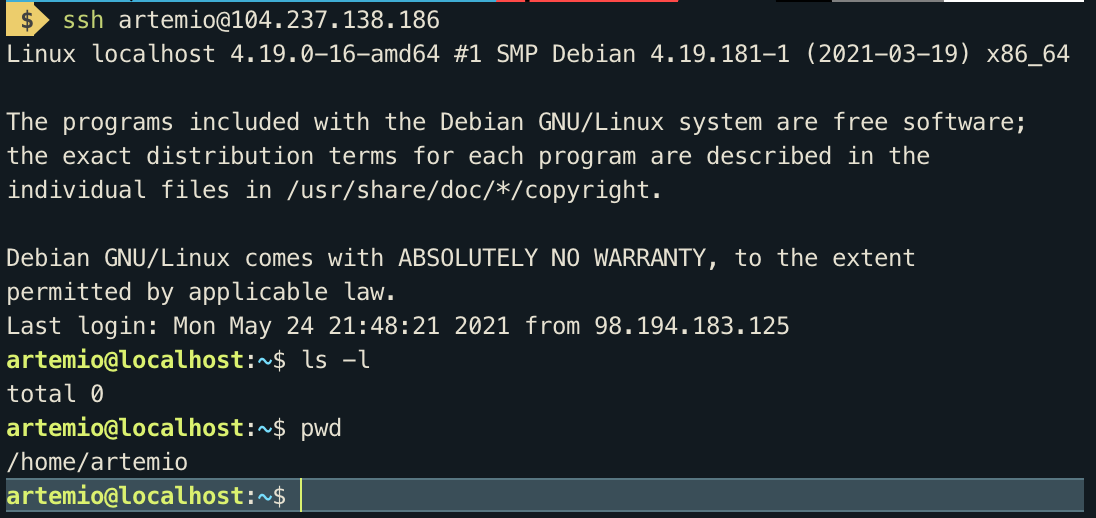 $ ssh artemio@104.237.138.186
Linux localhost 4.19.0-16-amd64 #1 SMP Debian 4.19.181-1 (2021-03-19) x86_64
The programs included with the Debian GNU/Linux system are free software;
the exact distribution terms for each program are described in the
individual files in /usr/share/doc/*/copyright.
Debian GNU/Linux comes with ABSOLUTELY NO WARRANTY, to the extent
permitted by applicable law.
Last login: Mon May 24 21:48:21 2021 from 98.194.183.125
artemio@localhost:~$ ls -l
total 0
artemio@localhost:~$ pwd
/home/artemio
artemio@localhost:~$